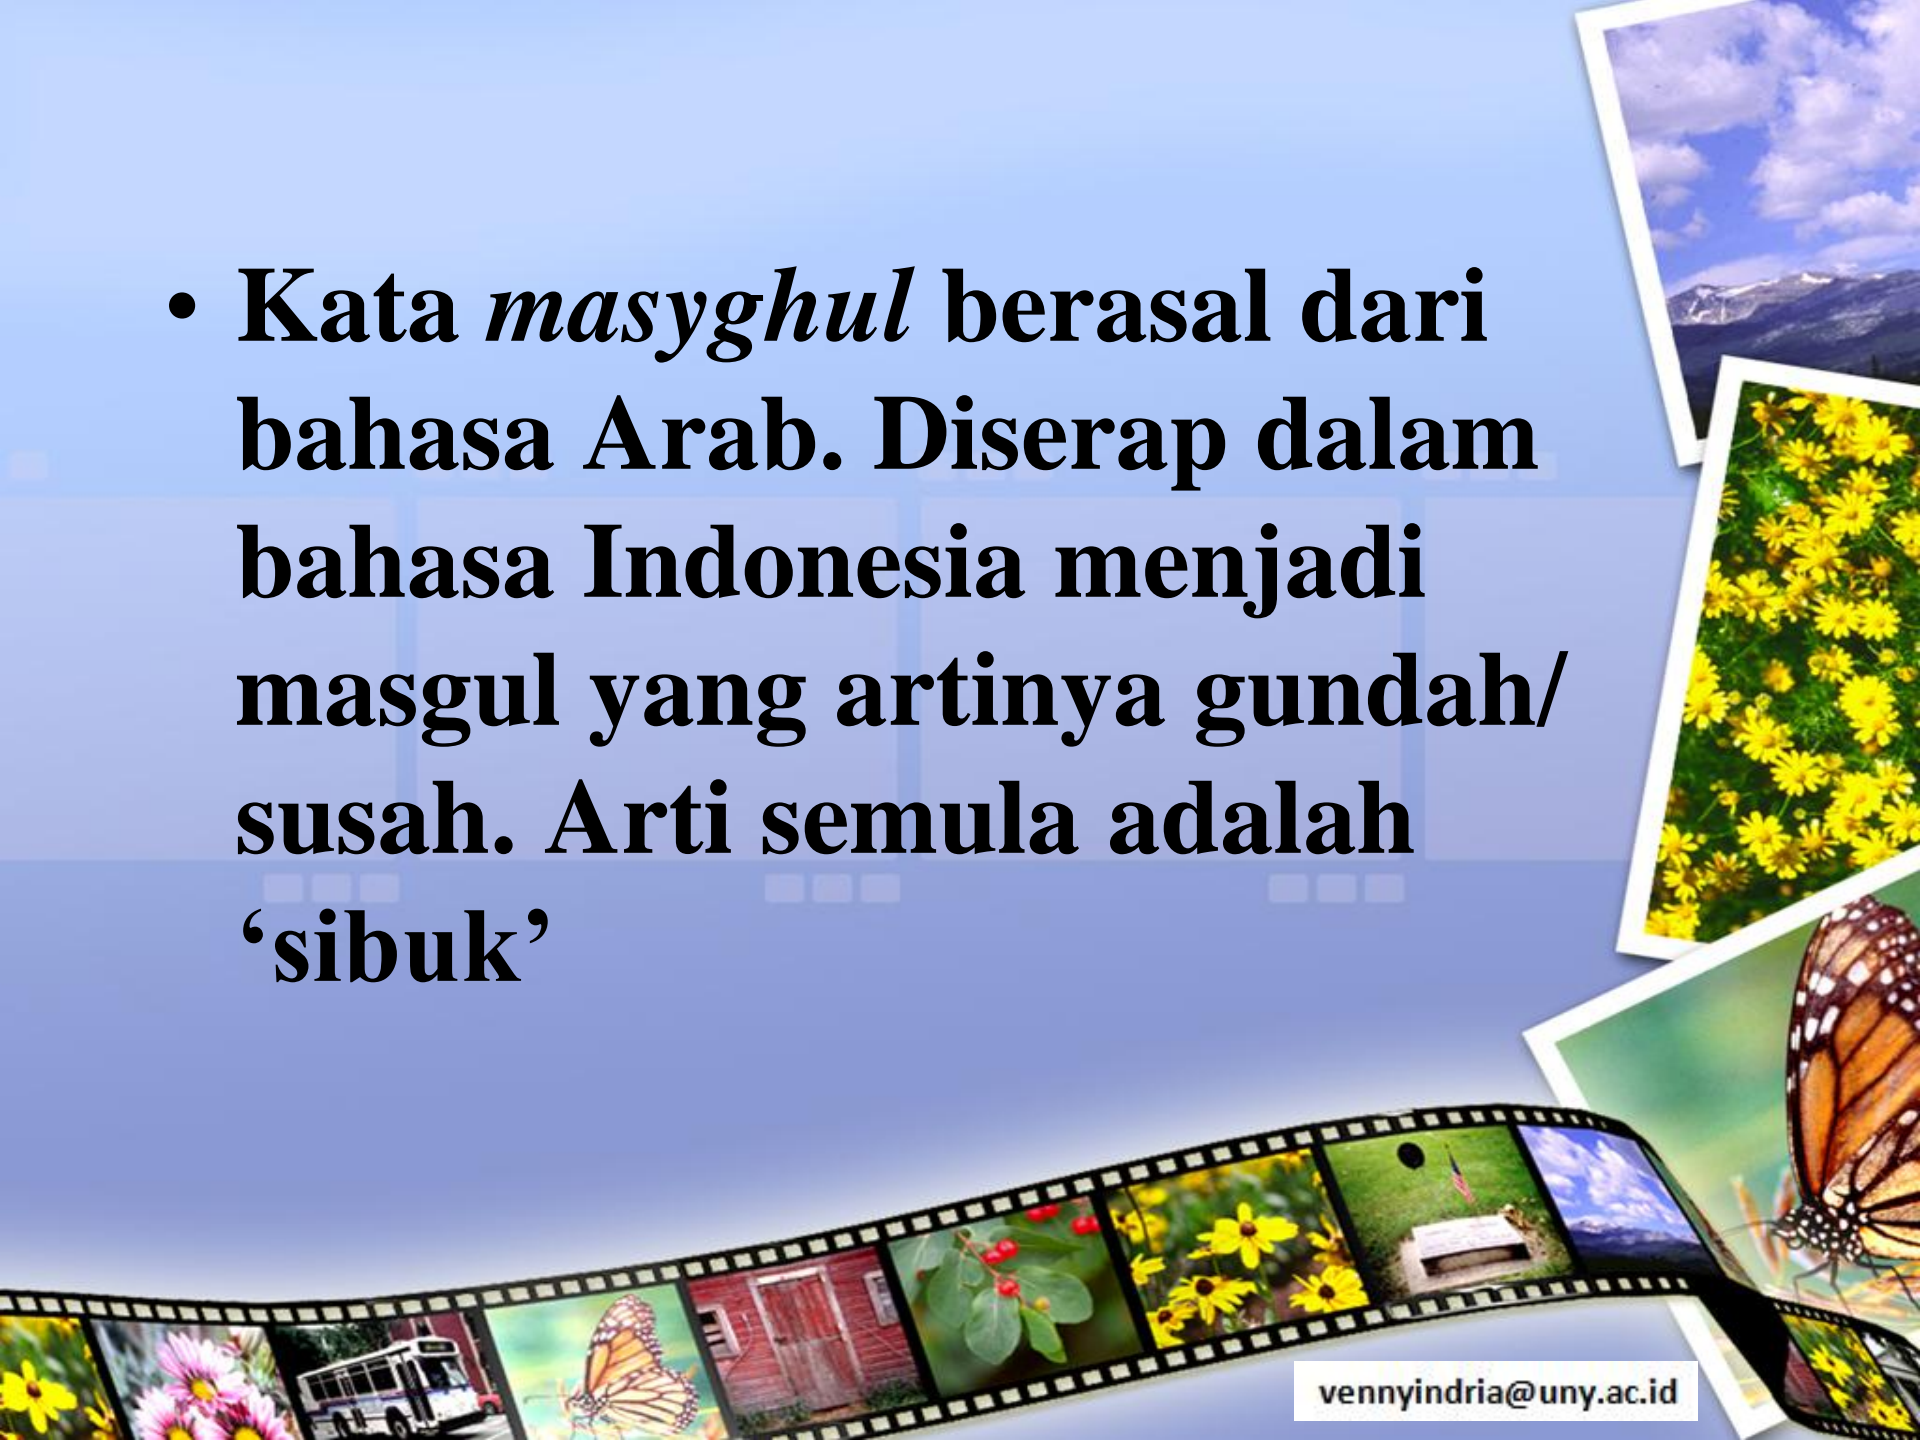 • Kata masyghul berasal dari
bahasa Arab. Diserap dalam
bahasa Indonesia menjadi
masgul yang artinya gundah/
susah. Arti semula adalah
‘sibuk’
vennyindria@uny.ac.id